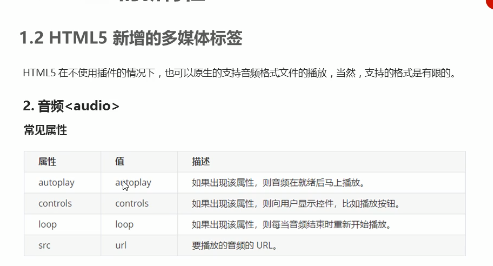 1.2 HTML5 新增的多媒体标签
HTML5 在不使用插件的情况下，也可以原生的支持音频格式文件的播放，当然，支持的格式是有限的。
2. 音频<audio>
常见属性
属性 值 描述
autoplay autoplay 如果出现该属性，则音频在就绪后马上播放。
controls controls 如果出现该属性，则向用户显示控件，比如播放按钮。
loop loop 如果出现该属性，则每当音频结束时重新开始播放。
src url 要播放的音频的 URL。